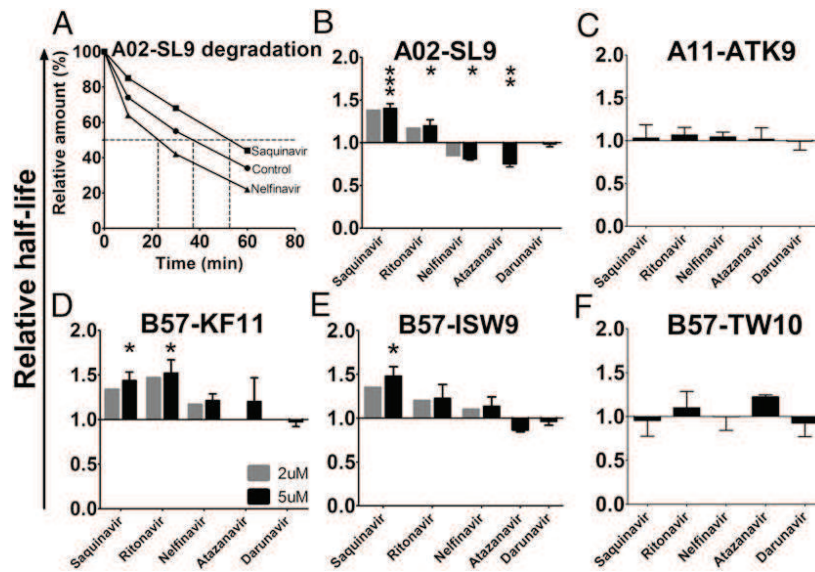 Relative half-life
A
A02-SL9 degradation
Relative amount (%)
100
80
60
40
20
0
Saquinavir
Control
Nelfinavir
0 20 40 60 80
Time (min)
B
A02-SL9
2.0
1.5
1.0
0.5
0.0
*** * * **
Saquinavir
Ritonavir
Nelfinavir
Atazanavir
Darunavir
C
A11-ATK9
2.0
1.5
1.0
0.5
0.0
Saquinavir
Ritonavir
Nelfinavir
Atazanavir
Darunavir
D
B57-KF11
2.0
1.5
1.0
0.5
0.0
* *
2uM
5uM
Saquinavir
Ritonavir
Nelfinavir
Atazanavir
Darunavir
E
B57-ISW9
2.0
1.5
1.0
0.5
0.0
*
Saquinavir
Ritonavir
Nelfinavir
Atazanavir
Darunavir
F
B57-TW10
2.0
1.5
1.0
0.5
0.0
Saquinavir
Ritonavir
Nelfinavir
Atazanavir
Darunavir